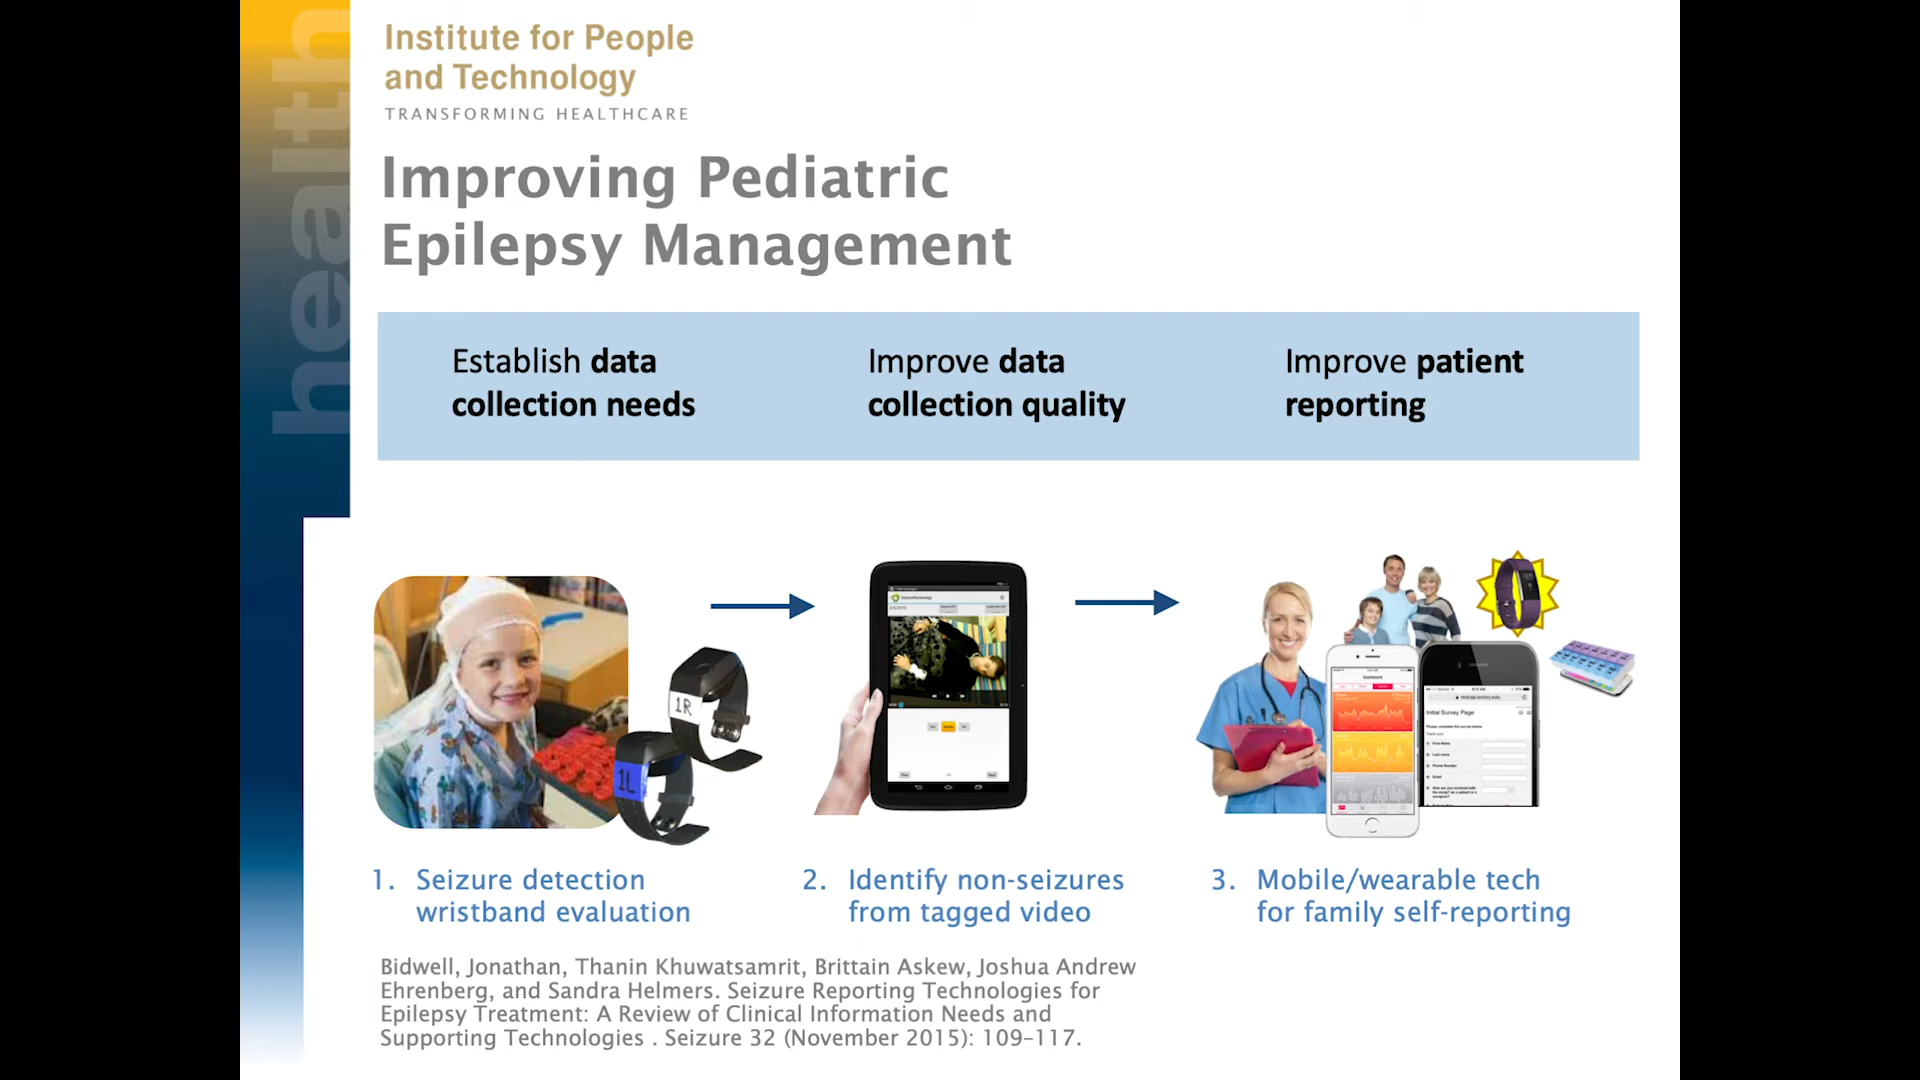 health
Institute for People
and Technology
TRANSFORMING HEALTHCARE
Improving Pediatric
Epilepsy Management
Establish data
collection needs
Improve data
collection quality
Improve patient
reporting
1R
1L
Initial Survey Page
1. Seizure detection
wristband evaluation
2. Identify non-seizures
from tagged video
3. Mobile/wearable tech
for family self-reporting
Bidwell, Jonathan, Thanin Khuwatsamrit, Brittain Askew, Joshua Andrew
Ehrenberg, and Sandra Helmers. Seizure Reporting Technologies for
Epilepsy Treatment: A Review of Clinical Information Needs and
Supporting Technologies . Seizure 32 (November 2015): 109–117.